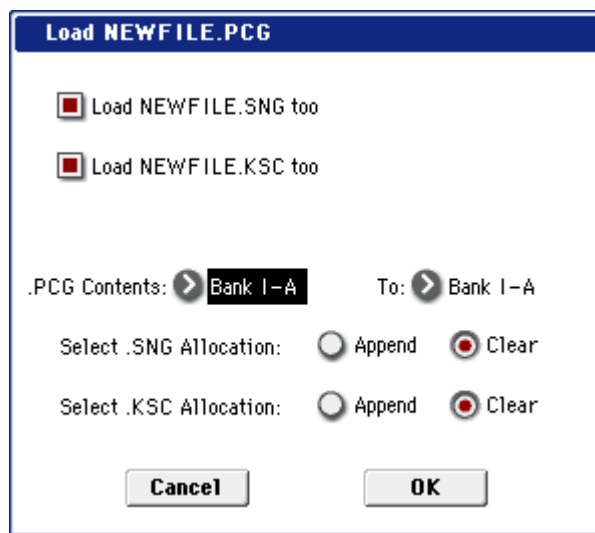 Load NEWFILE.PCG
Load NEWFILE.SNG too
Load NEWFILE.KSC too
.PCG Contents: Bank I-A To: Bank I-A
Select .SNG Allocation: Append Clear
Select .KSC Allocation: Append Clear
Cancel OK